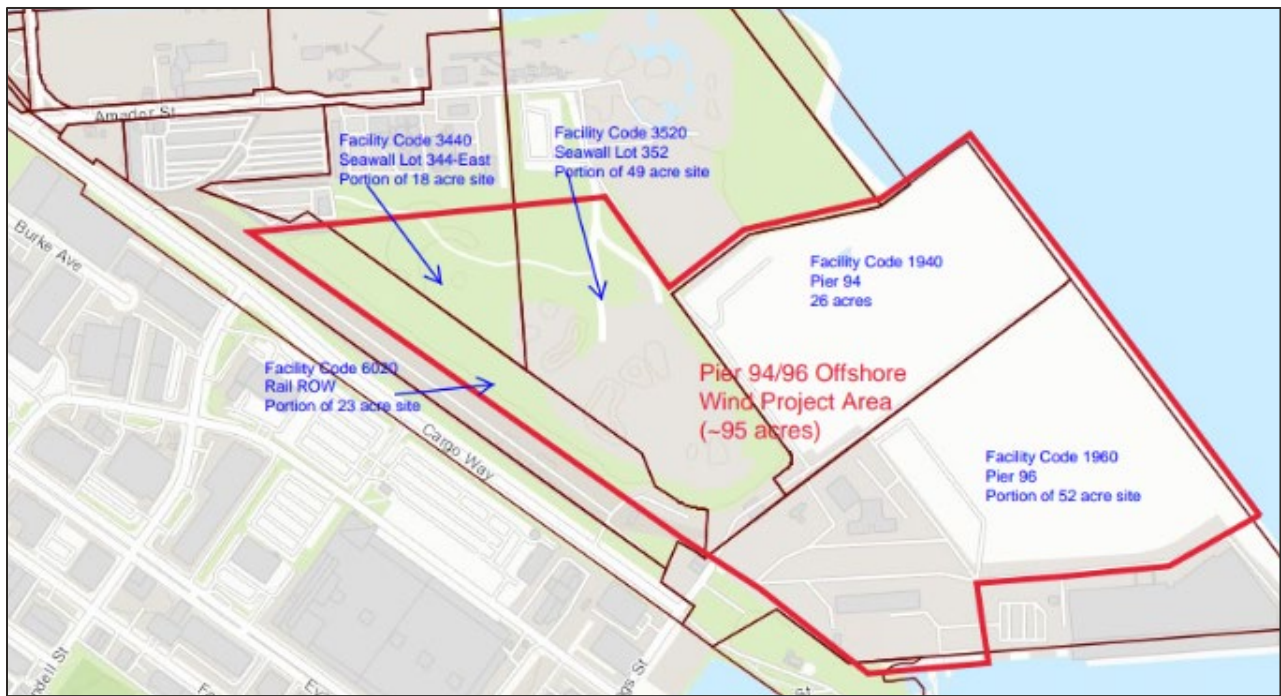 Amador St
Facility Code 3440
Seawall Lot 344-East
Portion of 18 acre site
Facility Code 3520
Seawall Lot 352
Portion of 49 acre site
Burke Ave
Facility Code 1940
Pier 94
26 acres
Facility Code 6020
Rail ROW
Portion of 23 acre site
Pier 94/96 Offshore
Wind Project Area
(~95 acres)
Cargo Way
Facility Code 1960
Pier 96
Portion of 52 acre site
St